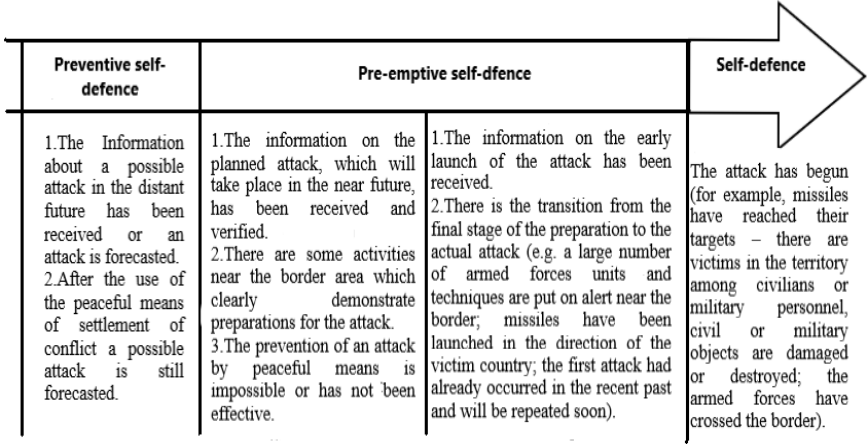 Preventive self-
defence
Pre-emptive self-dfence
Self-defence
1.The Information
about a possible
attack in the distant
future has been
received or an
attack is forecasted.
2.After the use of
the peaceful means
of settlement of
conflict a possible
attack is still
forecasted.
1.The information on the
planned attack, which will
take place in the near future,
has been received and
verified.
2.There are some activities
near the border area which
clearly demonstrate
preparations for the attack.
3.The prevention of an attack
by peaceful means is
impossible or has not been
effective.
1.The information on the early
launch of the attack has been
received.
2.There is the transition from the
final stage of the preparation to the
actual attack (e.g. a large number
of armed forces units and
techniques are put on alert near the
border; missiles have been
launched in the direction of the
victim country; the first attack had
already occurred in the recent past
and will be repeated soon).
The attack has begun
(for example, missiles
have reached their
targets – there are
victims in the territory
among civilians or
military personnel,
civil or military
objects are damaged
or destroyed; the
armed forces have
crossed the border).